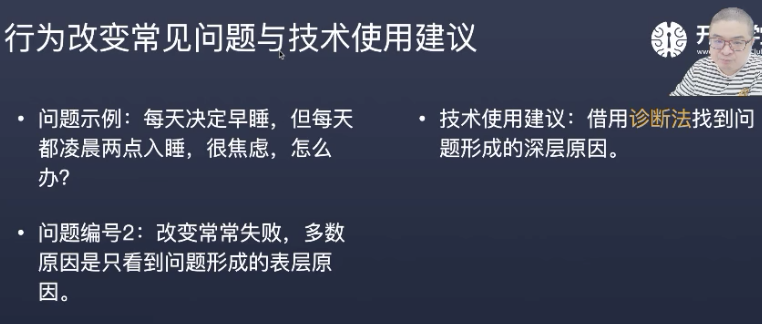 行为改变常见问题与技术使用建议
• 问题示例：每天决定早睡，但每天
都凌晨两点入睡，很焦虑，怎么
办？
• 问题编号2：改变常常失败，多数
原因是只看到问题形成的表层原
因。
• 技术使用建议：借用诊断法找到问
题形成的深层原因。